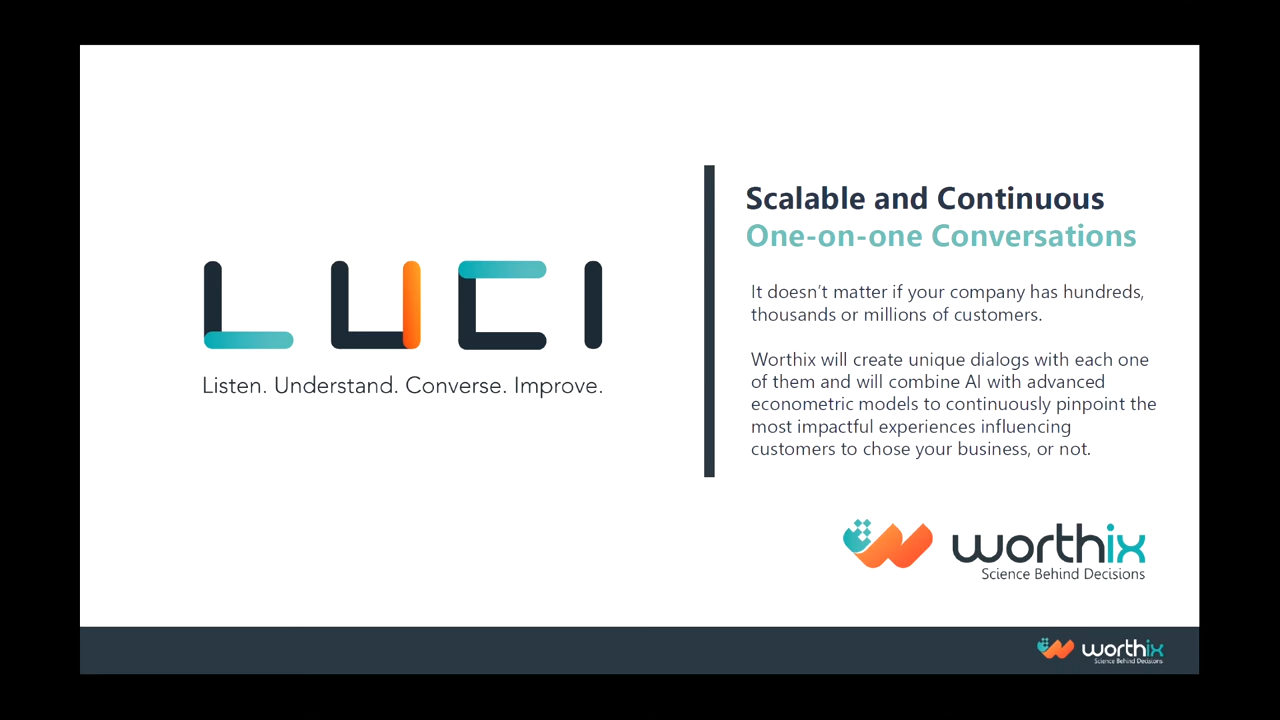 LUCI
Listen. Understand. Converse. Improve.
Scalable and Continuous
One-on-one Conversations
It doesn't matter if your company has hundreds,
thousands or millions of customers.
Worthix will create unique dialogs with each one
of them and will combine AI with advanced
econometric models to continuously pinpoint the
most impactful experiences influencing
customers to chose your business, or not.
worthix
Science Behind Decisions
worthix
Science Behind Decisions